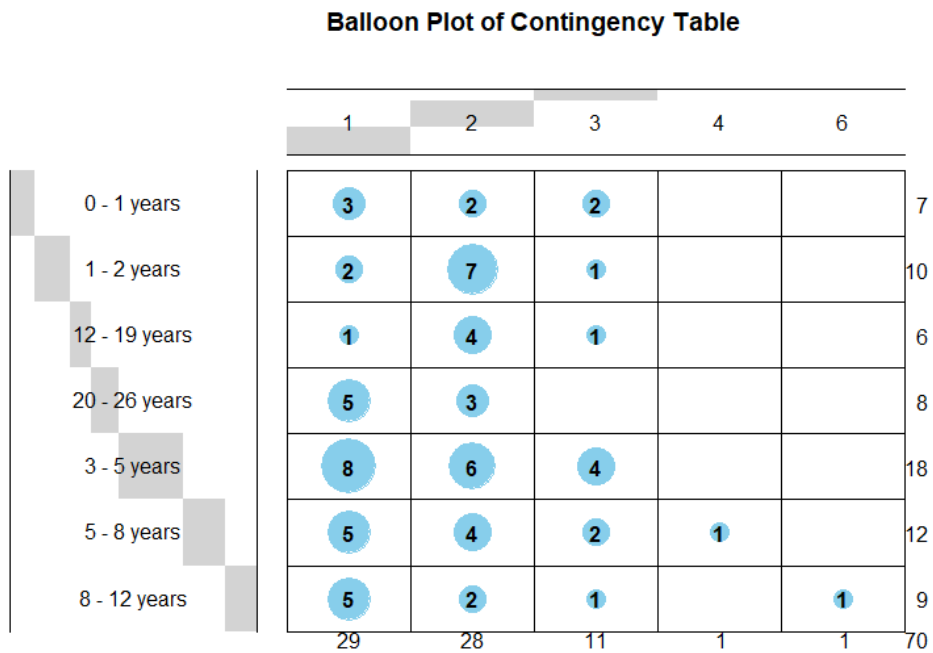 Balloon Plot of Contingency Table
1 2 3 4 6
0 - 1 years 3 2 2 7
1 - 2 years 2 7 1 10
12 - 19 years 1 4 1 6
20 - 26 years 5 3 8
3 - 5 years 8 6 4 18
5 - 8 years 5 4 2 1 12
8 - 12 years 5 2 1 1 9
29 28 11 1 1 70